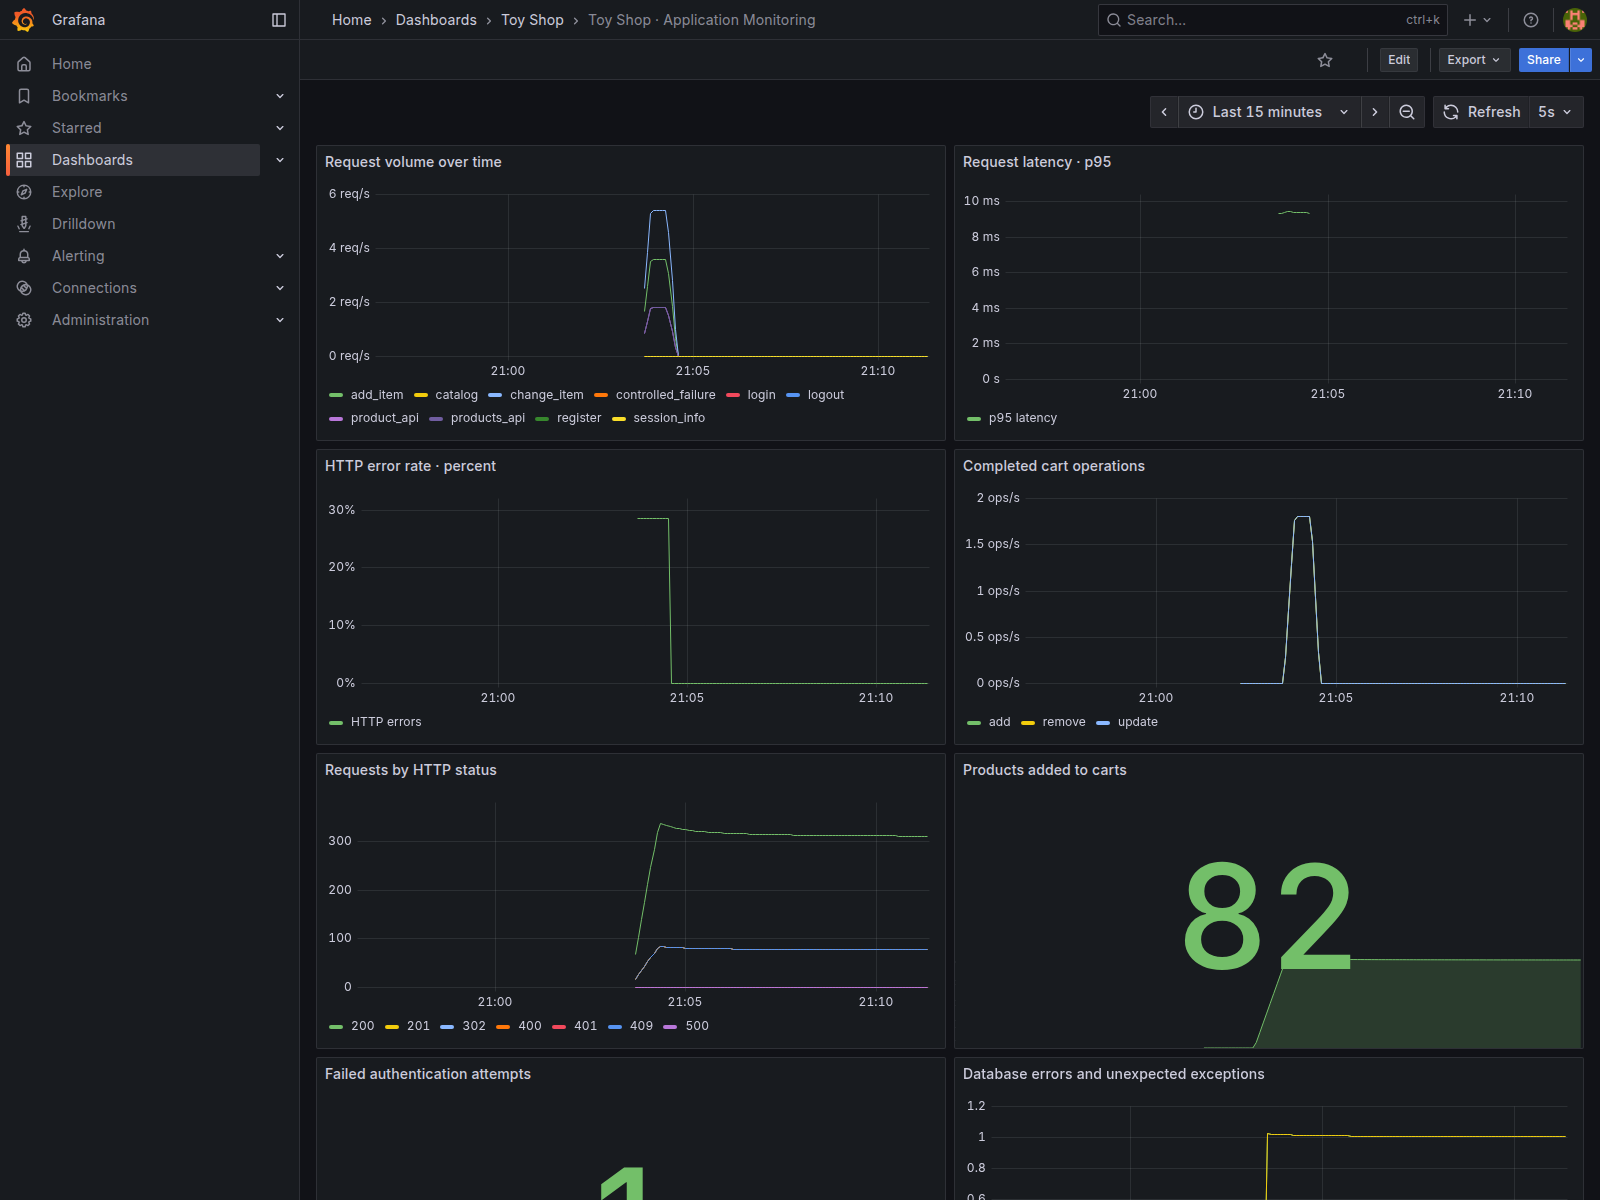 Grafana
Home › Dashboards › Toy Shop › Toy Shop · Application Monitoring
Search...
ctrl+k
Home
Bookmarks
Starred
Dashboards
Explore
Drilldown
Alerting
Connections
Administration
Edit
Export
Share
Last 15 minutes
Refresh
5s
Request volume over time
6 req/s
4 req/s
2 req/s
0 req/s
21:00 21:05 21:10
add_item catalog change_item controlled_failure login logout
product_api products_api register session_info
Request latency · p95
10 ms
8 ms
6 ms
4 ms
2 ms
0 s
21:00 21:05 21:10
p95 latency
HTTP error rate · percent
30%
20%
10%
0%
21:00 21:05 21:10
HTTP errors
Completed cart operations
2 ops/s
1.5 ops/s
1 ops/s
0.5 ops/s
0 ops/s
21:00 21:05 21:10
add remove update
Requests by HTTP status
300
200
100
0
21:00 21:05 21:10
200 201 302 400 401 409 500
Products added to carts
82
Failed authentication attempts
1
Database errors and unexpected exceptions
1.2
1
0.8
0.6